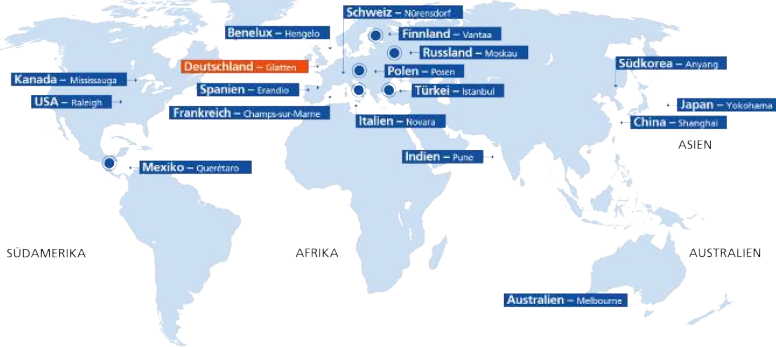 Schweiz – Nürensdorf
Benelux – Hengelo
Finnland – Vantaa
Russland – Moskau
Deutschland – Glatten
Polen – Posen
Südkorea – Anyang
Kanada – Mississauga
Spanien – Erandio
Türkei – Istanbul
USA – Raleigh
Japan – Yokohama
Frankreich – Champs-sur-Marne
Italien – Novara
China – Shanghai
ASIEN
Indien – Pune
Mexiko – Querétaro
SÜDAMERIKA
AFRIKA
AUSTRALIEN
Australien – Melbourne